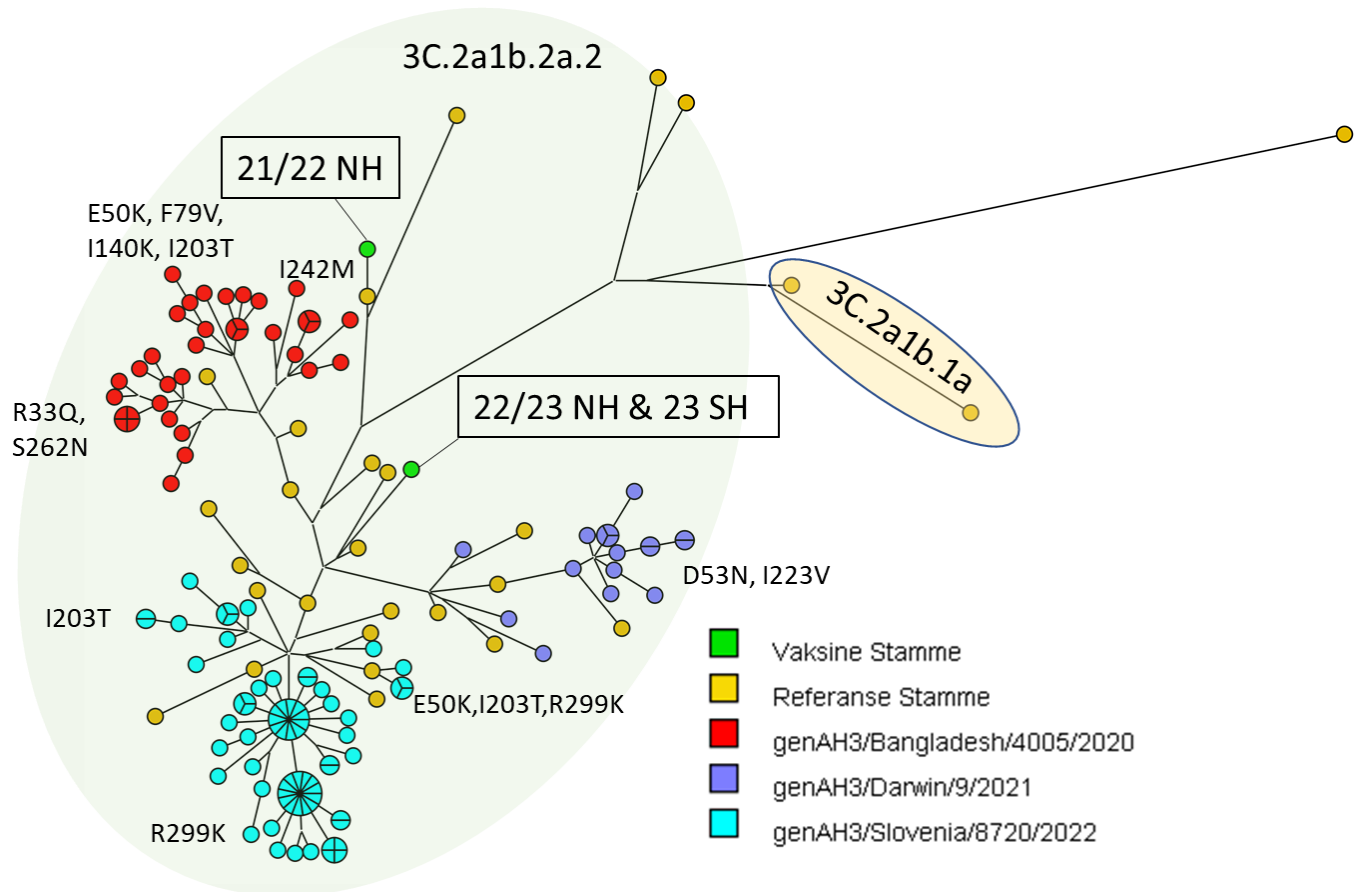 3C.2a1b.2a.2
21/22 NH
E50K, F79V,
I140K, I203T
I242M
3C.2a1b.1a
22/23 NH & 23 SH
R33Q,
S262N
D53N, I223V
I203T
E50K,I203T,R299K
R299K
Vaksine Stamme
Referanse Stamme
genAH3/Bangladesh/4005/2020
genAH3/Darwin/9/2021
genAH3/Slovenia/8720/2022